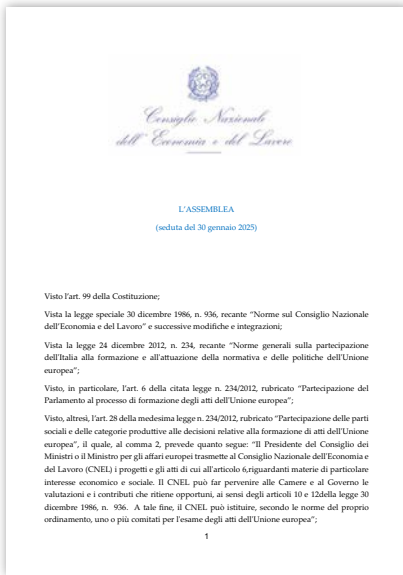 Consiglio Nazionale
dell'Economia e del Lavoro
L'ASSEMBLEA
(seduta del 30 gennaio 2025)
Visto l'art. 99 della Costituzione;
Vista la legge speciale 30 dicembre 1986, n. 936, recante “Norme sul Consiglio Nazionale
dell'Economia e del Lavoro” e successive modifiche e integrazioni;
Vista la legge 24 dicembre 2012, n. 234, recante “Norme generali sulla partecipazione
dell'Italia alla formazione e all'attuazione della normativa e delle politiche dell'Unione
europea”;
Visto, in particolare, l'art. 6 della citata legge n. 234/2012, rubricato “Partecipazione del
Parlamento al processo di formazione degli atti dell'Unione europea”;
Visto, altresì, l'art. 28 della medesima legge n. 234/2012, rubricato “Partecipazione delle parti
sociali e delle categorie produttive alle decisioni relative alla formazione di atti dell'Unione
europea”, il quale, al comma 2, prevede quanto segue: “Il Presidente del Consiglio dei
Ministri o il Ministro per gli affari europei trasmette al Consiglio Nazionale dell'Economia e
del Lavoro (CNEL) i progetti e gli atti di cui all'articolo 6,riguardanti materie di particolare
interesse economico e sociale. Il CNEL può far pervenire alle Camere e al Governo le
valutazioni e i contributi che ritiene opportuni, ai sensi degli articoli 10 e 12della legge 30
dicembre 1986, n. 936. A tale fine, il CNEL può istituire, secondo le norme del proprio
ordinamento, uno o più comitati per l'esame degli atti dell'Unione europea”;
1